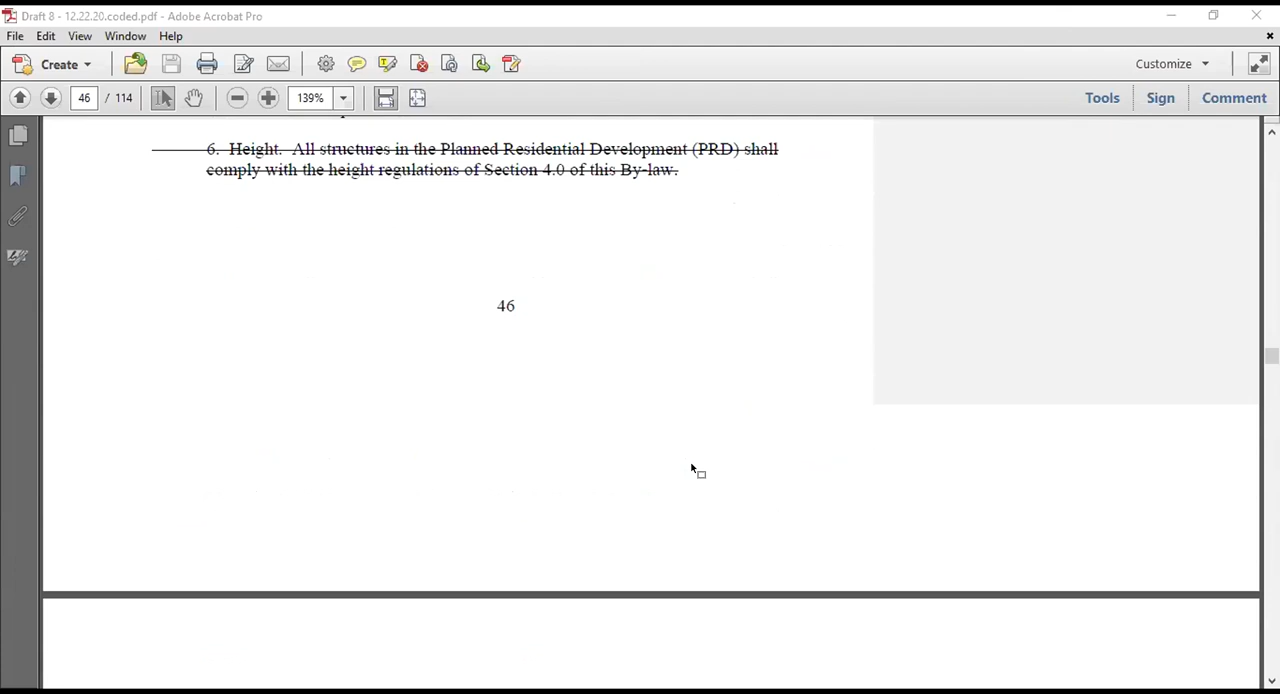 Draft 8 - 12.22.20.coded.pdf - Adobe Acrobat Pro
File Edit View Window Help
Create Customize
46 / 114 139% Tools Sign Comment
6. Height. All structures in the Planned Residential Development (PRD) shall
comply with the height regulations of Section 4.0 of this By-law.
46